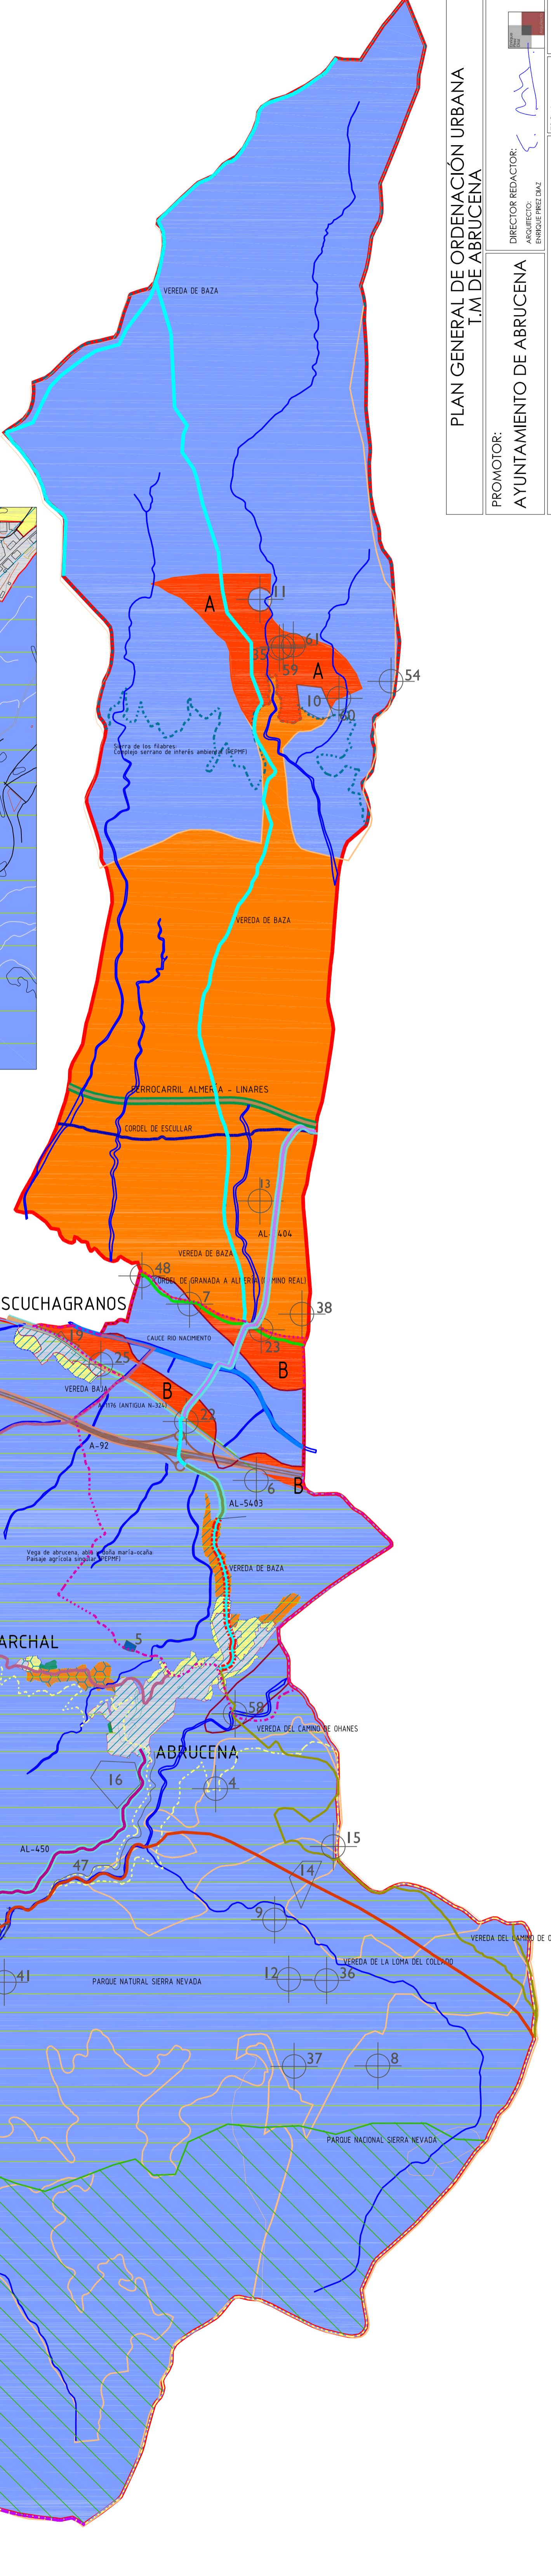 PLAN GENERAL DE ORDENACIÓN URBANA
T.M DE ABRUCENA
PROMOTOR:
AYUNTAMIENTO DE ABRUCENA
DIRECTOR REDACTOR:
ARQUITECTO:
ENRIQUE PIREZ DIAZ
VEREDA DE BAZA
A
11
61
35
59
A
54
10
60
Sierra de los filabres:
Complejo serrano de interés ambiental (PEPMF)
VEREDA DE BAZA
FERROCARRIL ALMERÍA - LINARES
CORDEL DE ESCULLAR
13
AL- 404
VEREDA DE BAZA
48
CORDEL DE GRANADA A ALMERIA (CAMINO REAL)
SCUCHAGRANOS
7
38
19
CAUCE RIO NACIMIENTO
23
25
B
VEREDA BAJA
B
A-1176 (ANTIGUA N-324)
22
A-92
6
B
AL-5403
Vega de abrucena, abla y doña maría-ocaña:
Paisaje agrícola singular (PEPMF)
VEREDA DE BAZA
ARCHAL
5
58
VEREDA DEL CAMINO DE OHANES
ABRUCENA
16
4
15
AL-450
47
14
9
VEREDA DEL CAMINO DE O
VEREDA DE LA LOMA DEL COLLADO
41
PARQUE NATURAL SIERRA NEVADA
12
36
37
8
PARQUE NACIONAL SIERRA NEVADA